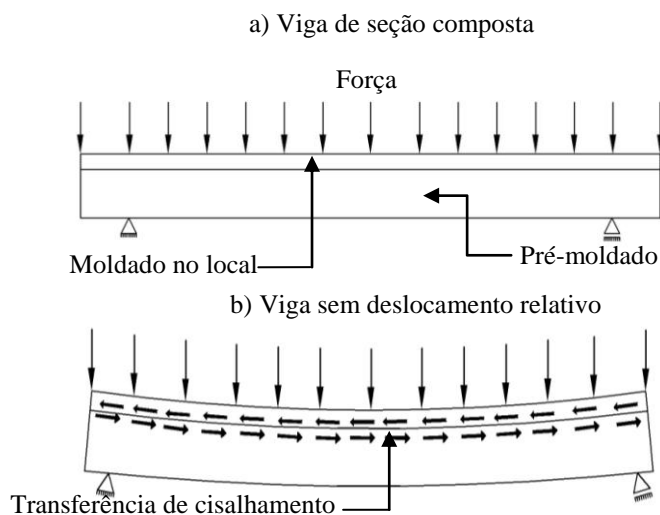 a) Viga de seção composta
Força
Moldado no local
Pré-moldado
b) Viga sem deslocamento relativo
Transferência de cisalhamento